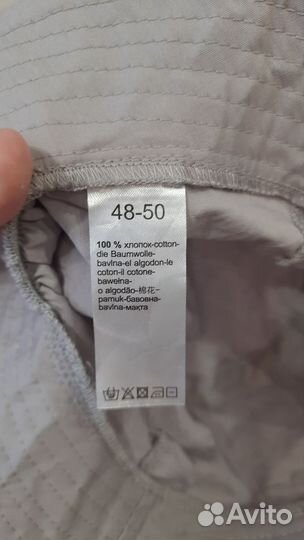 48-50
100 % хлопок-cotton-
die Baumwolle-
bavlna-el algodon-le
coton-il cotone-
bawełna-
o algodão-棉花-
pamuk-бавовна-
bavlna-мақта
Avito